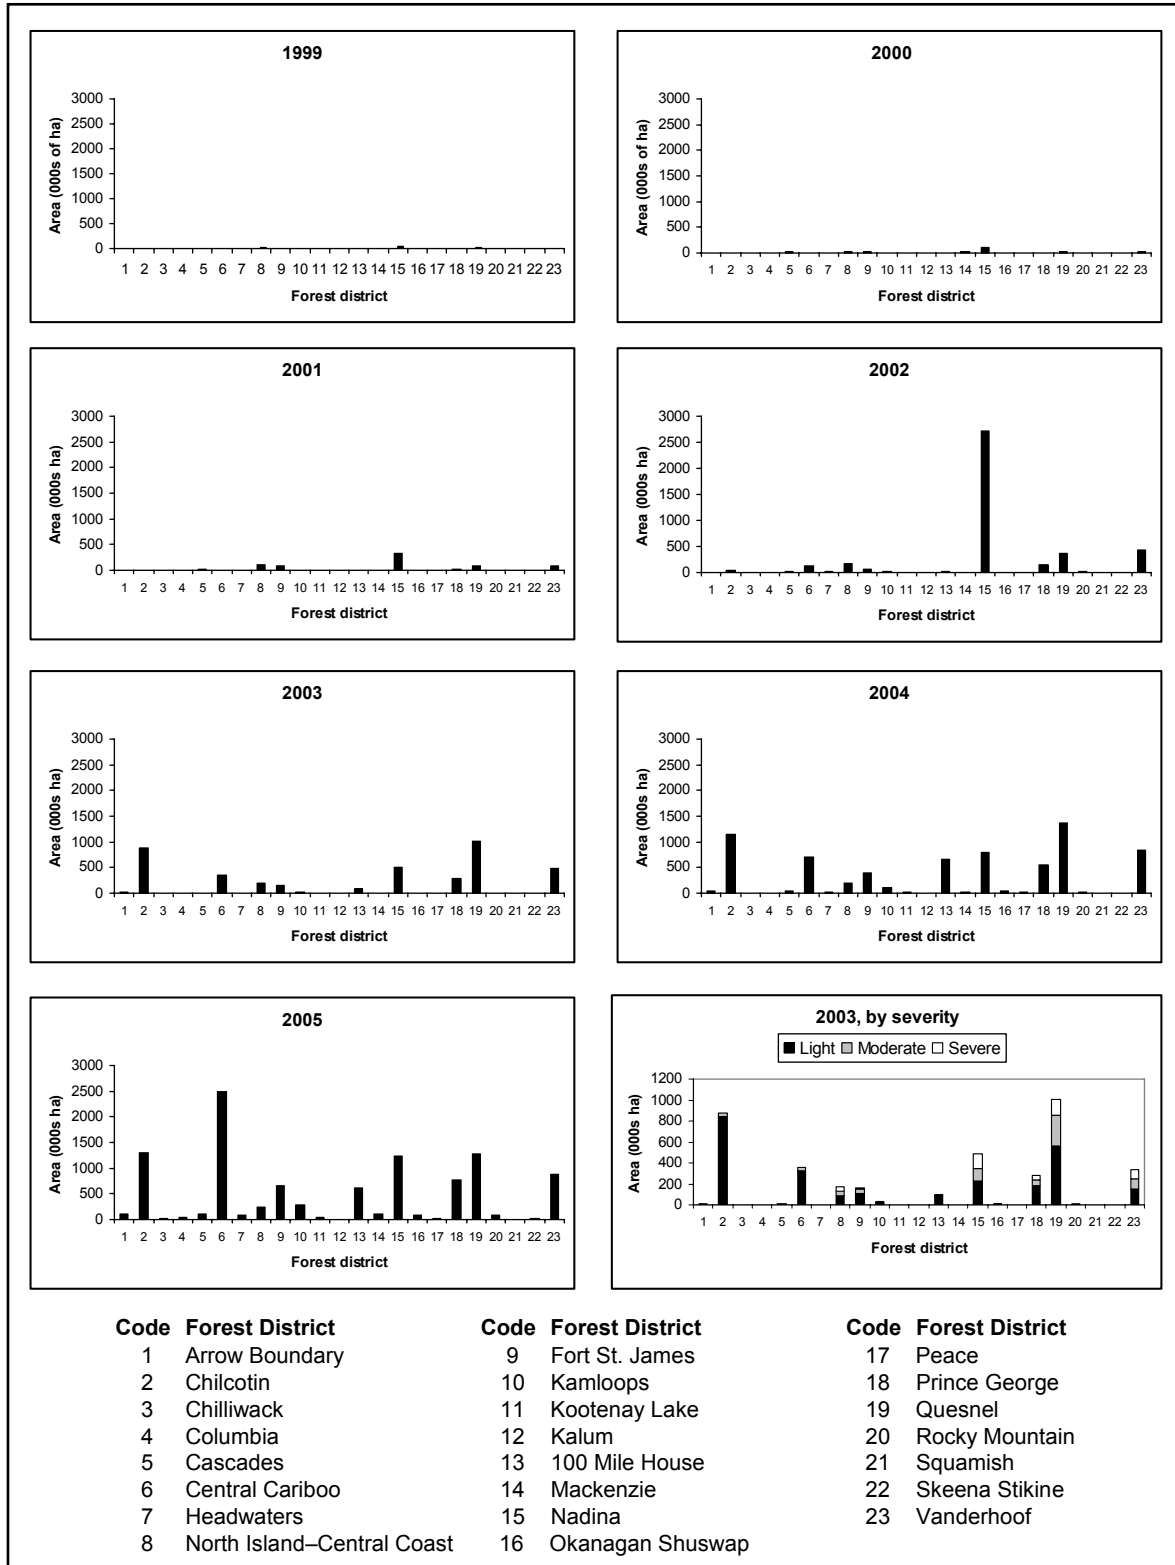 1999
3000
2500
2000
1500
1000
500
0
Area (000s of ha)
1 2 3 4 5 6 7 8 9 10 11 12 13 14 15 16 17 18 19 20 21 22 23
Forest district
2000
3000
2500
2000
1500
1000
500
0
Area (000s of ha)
1 2 3 4 5 6 7 8 9 10 11 12 13 14 15 16 17 18 19 20 21 22 23
Forest district
2001
3000
2500
2000
1500
1000
500
0
Area (000s ha)
1 2 3 4 5 6 7 8 9 10 11 12 13 14 15 16 17 18 19 20 21 22 23
Forest district
2002
3000
2500
2000
1500
1000
500
0
Area (000s ha)
1 2 3 4 5 6 7 8 9 10 11 12 13 14 15 16 17 18 19 20 21 22 23
Forest district
2003
3000
2500
2000
1500
1000
500
0
Area (000s ha)
1 2 3 4 5 6 7 8 9 10 11 12 13 14 15 16 17 18 19 20 21 22 23
Forest district
2004
3000
2500
2000
1500
1000
500
0
Area (000s ha)
1 2 3 4 5 6 7 8 9 10 11 12 13 14 15 16 17 18 19 20 21 22 23
Forest district
2005
3000
2500
2000
1500
1000
500
0
Area (000s ha)
1 2 3 4 5 6 7 8 9 10 11 12 13 14 15 16 17 18 19 20 21 22 23
Forest district
2003, by severity
Light Moderate Severe
1200
1000
800
600
400
200
0
Area (000s ha)
1 2 3 4 5 6 7 8 9 10 11 12 13 14 15 16 17 18 19 20 21 22 23
Forest district
Code Forest District
1 Arrow Boundary
2 Chilcotin
3 Chilliwack
4 Columbia
5 Cascades
6 Central Cariboo
7 Headwaters
8 North Island–Central Coast
Code Forest District
9 Fort St. James
10 Kamloops
11 Kootenay Lake
12 Kalum
13 100 Mile House
14 Mackenzie
15 Nadina
16 Okanagan Shuswap
Code Forest District
17 Peace
18 Prince George
19 Quesnel
20 Rocky Mountain
21 Squamish
22 Skeena Stikine
23 Vanderhoof